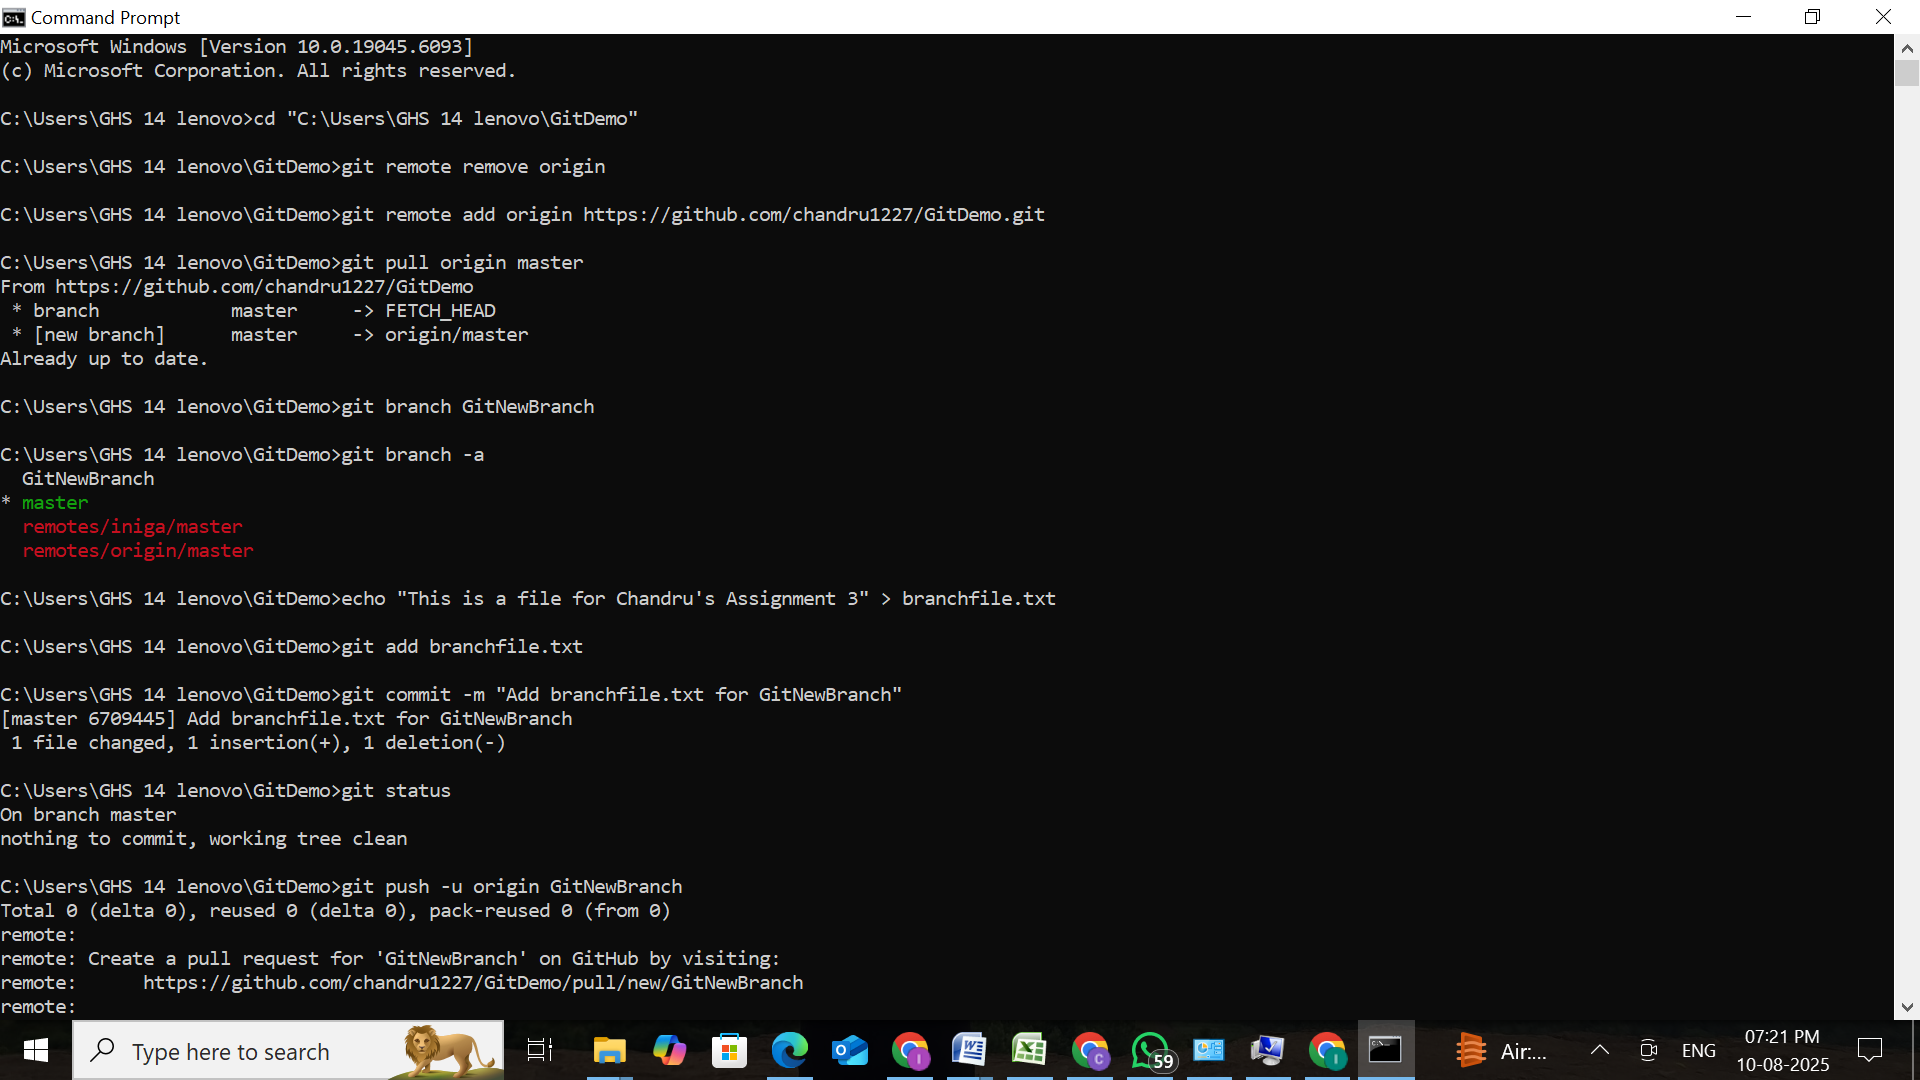 Command Prompt
Microsoft Windows [Version 10.0.19045.6093]
(c) Microsoft Corporation. All rights reserved.
C:\Users\GHS 14 lenovo>cd "C:\Users\GHS 14 lenovo\GitDemo"
C:\Users\GHS 14 lenovo\GitDemo>git remote remove origin
C:\Users\GHS 14 lenovo\GitDemo>git remote add origin https://github.com/chandru1227/GitDemo.git
C:\Users\GHS 14 lenovo\GitDemo>git pull origin master
From https://github.com/chandru1227/GitDemo
 * branch            master     -> FETCH_HEAD
 * [new branch]      master     -> origin/master
Already up to date.
C:\Users\GHS 14 lenovo\GitDemo>git branch GitNewBranch
C:\Users\GHS 14 lenovo\GitDemo>git branch -a
  GitNewBranch
* master
  remotes/iniga/master
  remotes/origin/master
C:\Users\GHS 14 lenovo\GitDemo>echo "This is a file for Chandru's Assignment 3" > branchfile.txt
C:\Users\GHS 14 lenovo\GitDemo>git add branchfile.txt
C:\Users\GHS 14 lenovo\GitDemo>git commit -m "Add branchfile.txt for GitNewBranch"
[master 6709445] Add branchfile.txt for GitNewBranch
 1 file changed, 1 insertion(+), 1 deletion(-)
C:\Users\GHS 14 lenovo\GitDemo>git status
On branch master
nothing to commit, working tree clean
C:\Users\GHS 14 lenovo\GitDemo>git push -u origin GitNewBranch
Total 0 (delta 0), reused 0 (delta 0), pack-reused 0 (from 0)
remote:
remote: Create a pull request for 'GitNewBranch' on GitHub by visiting:
remote:      https://github.com/chandru1227/GitDemo/pull/new/GitNewBranch
remote:
Type here to search
59
Air:...
ENG
07:21 PM
10-08-2025